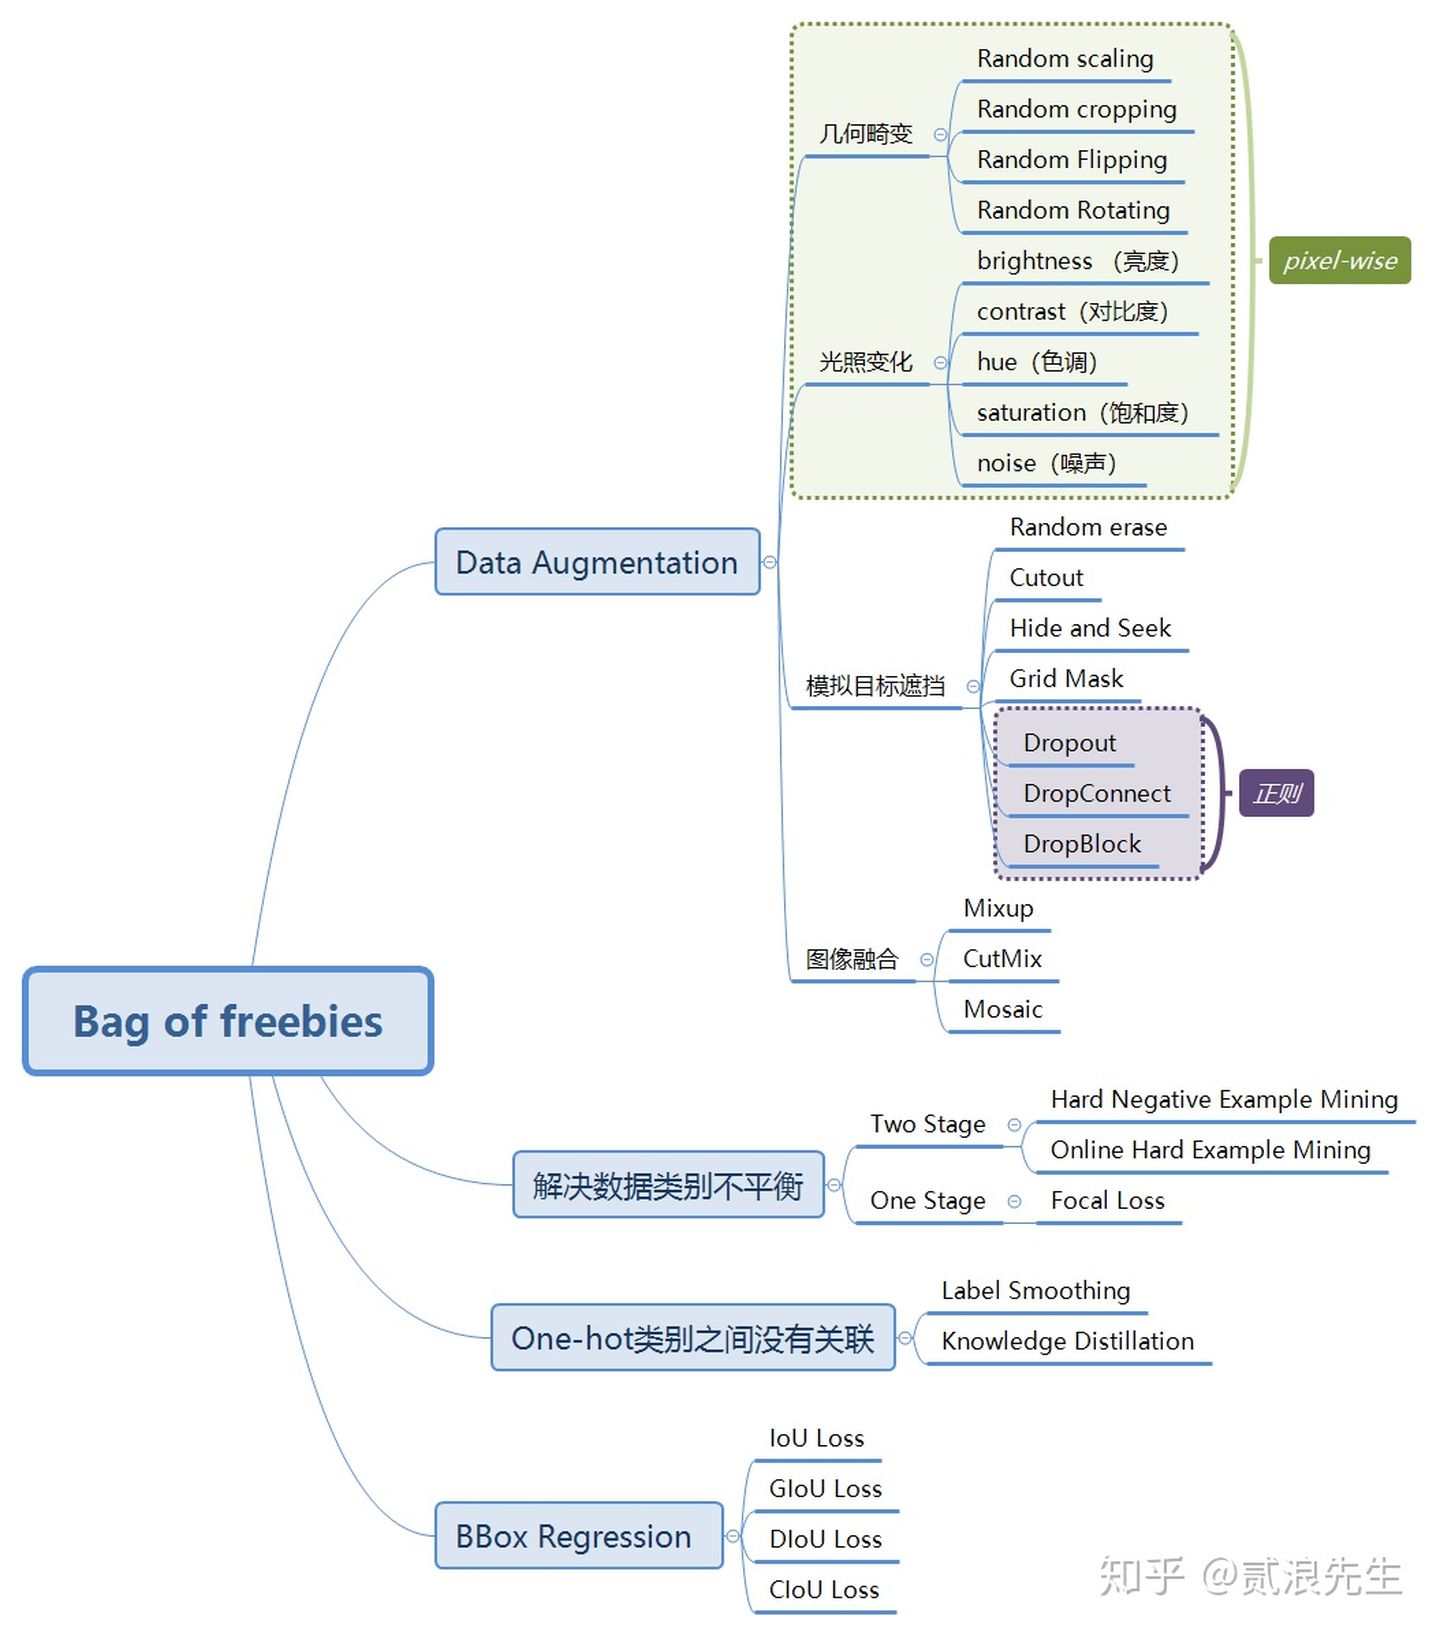 Bag of freebies
Data Augmentation
几何畸变
Random scaling
Random cropping
Random Flipping
Random Rotating
光照变化
brightness （亮度）
contrast（对比度）
hue（色调）
saturation（饱和度）
noise（噪声）
pixel-wise
模拟目标遮挡
Random erase
Cutout
Hide and Seek
Grid Mask
Dropout
DropConnect
DropBlock
正则
图像融合
Mixup
CutMix
Mosaic
解决数据类别不平衡
Two Stage
Hard Negative Example Mining
Online Hard Example Mining
One Stage
Focal Loss
One-hot类别之间没有关联
Label Smoothing
Knowledge Distillation
BBox Regression
IoU Loss
GIoU Loss
DIoU Loss
CIoU Loss
知乎 @贰浪先生